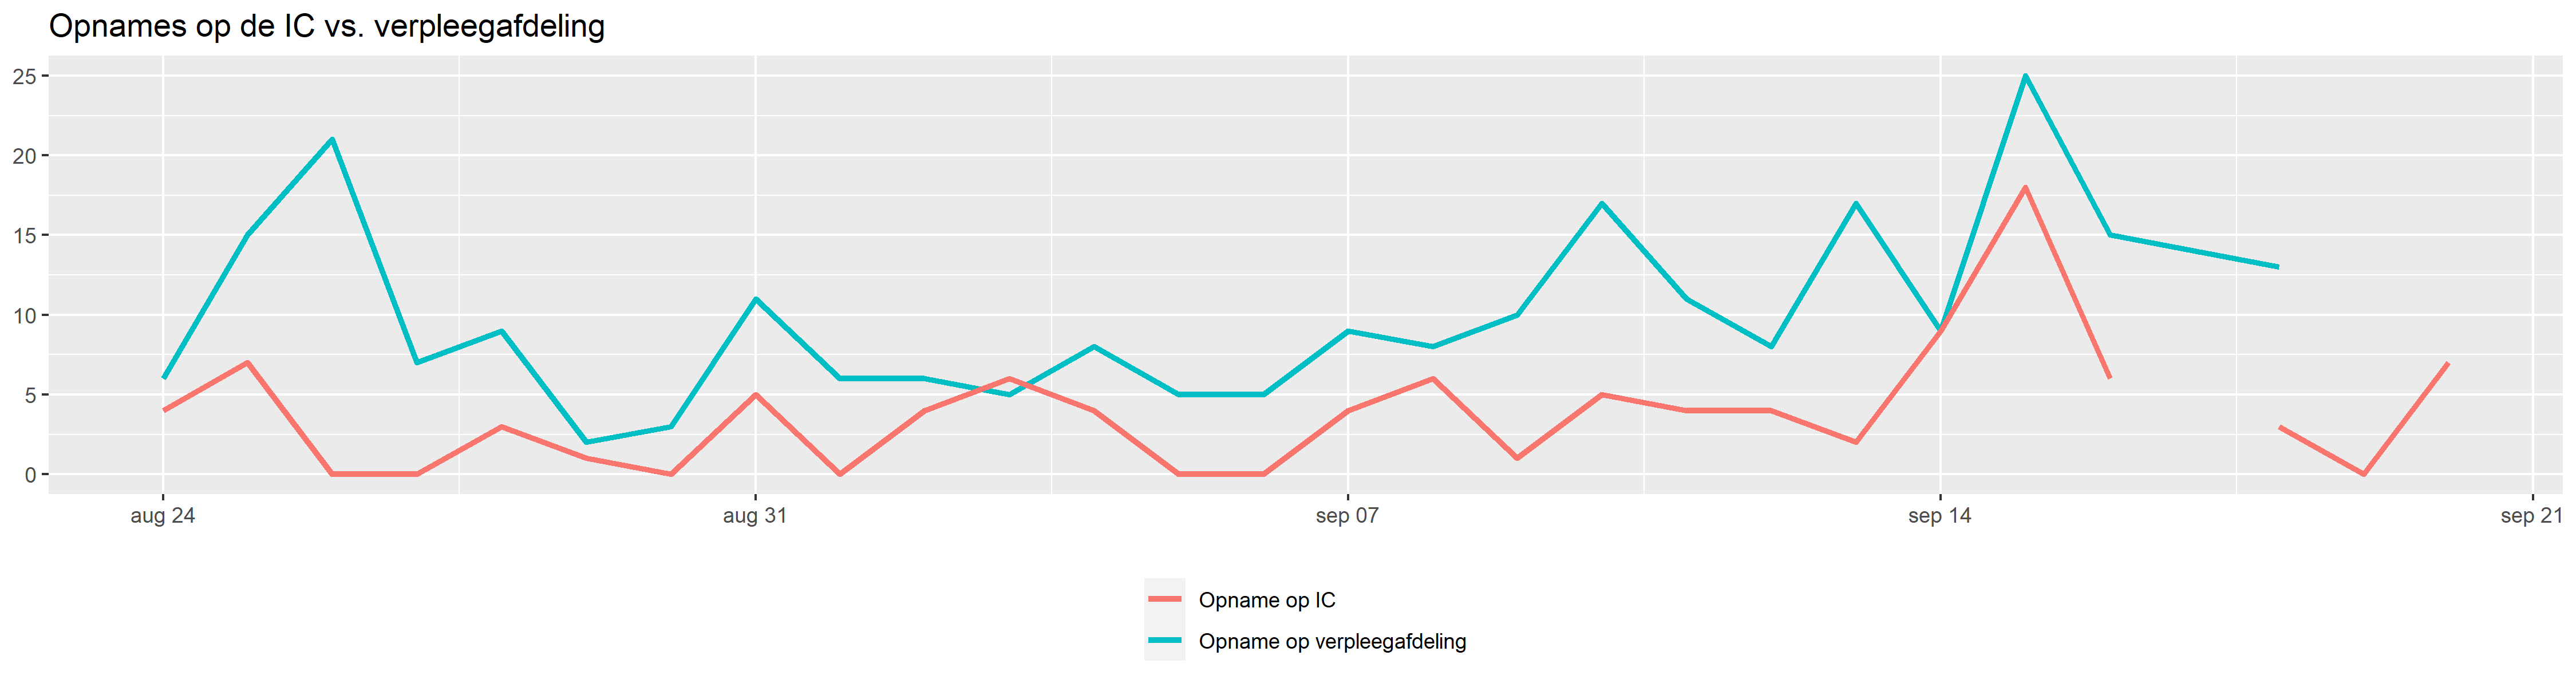 Opnames op de IC vs. verpleegafdeling
25
20
15
10
5
0
aug 24 aug 31 sep 07 sep 14 sep 21
Opname op IC
Opname op verpleegafdeling